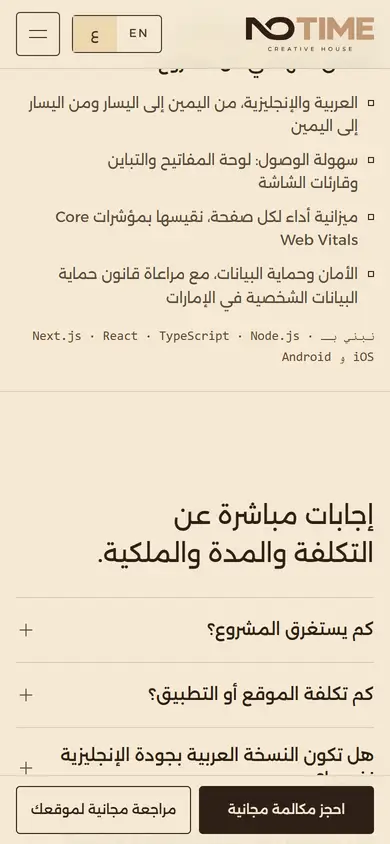 NOTIME
CREATIVE HOUSE
EN
ع
العربية والإنجليزية، من اليمين إلى اليسار ومن اليسار
إلى اليمين
سهولة الوصول: لوحة المفاتيح والتباين
وقارئات الشاشة
ميزانية أداء لكل صفحة، نقيسها بمؤشرات Core
Web Vitals
الأمان وحماية البيانات، مع مراعاة قانون حماية
البيانات الشخصية في الإمارات
نبني بـ Next.js · React · TypeScript · Node.js ·
iOS و Android
إجابات مباشرة عن
التكلفة والمدة والملكية.
كم يستغرق المشروع؟
كم تكلفة الموقع أو التطبيق؟
هل تكون النسخة العربية بجودة الإنجليزية
احجز مكالمة مجانية
مراجعة مجانية لموقعك